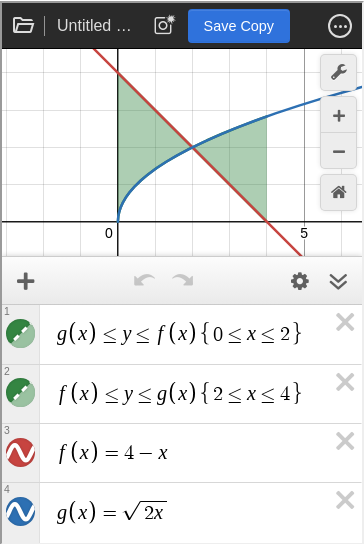 Untitled ...
Save Copy
0
5
1
g(x) ≤ y ≤ f(x) {0 ≤ x ≤ 2}
2
f(x) ≤ y ≤ g(x) {2 ≤ x ≤ 4}
3
f(x) = 4 − x
4
g(x) = √2x